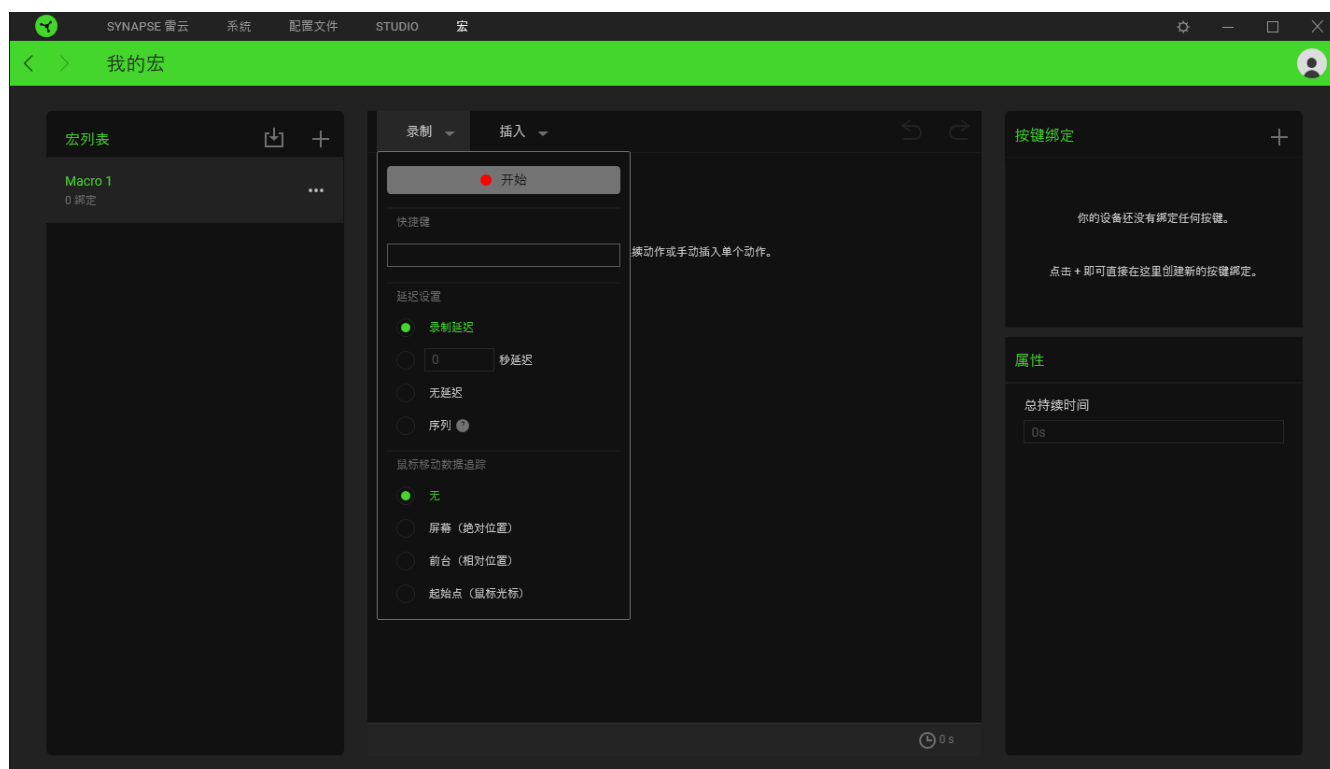 SYNAPSE 雷云 系统 配置文件 STUDIO 宏
我的宏
宏列表
Macro 1
0 绑定
录制 插入
开始
快捷键
续动作或手动插入单个动作。
延迟设置
录制延迟
0 秒延迟
无延迟
序列 ?
鼠标移动数据追踪
无
屏幕（绝对位置）
前台（相对位置）
起始点（鼠标光标）
0 s
按键绑定
你的设备还没有绑定任何按键。
点击 + 即可直接在这里创建新的按键绑定。
属性
总持续时间
0s